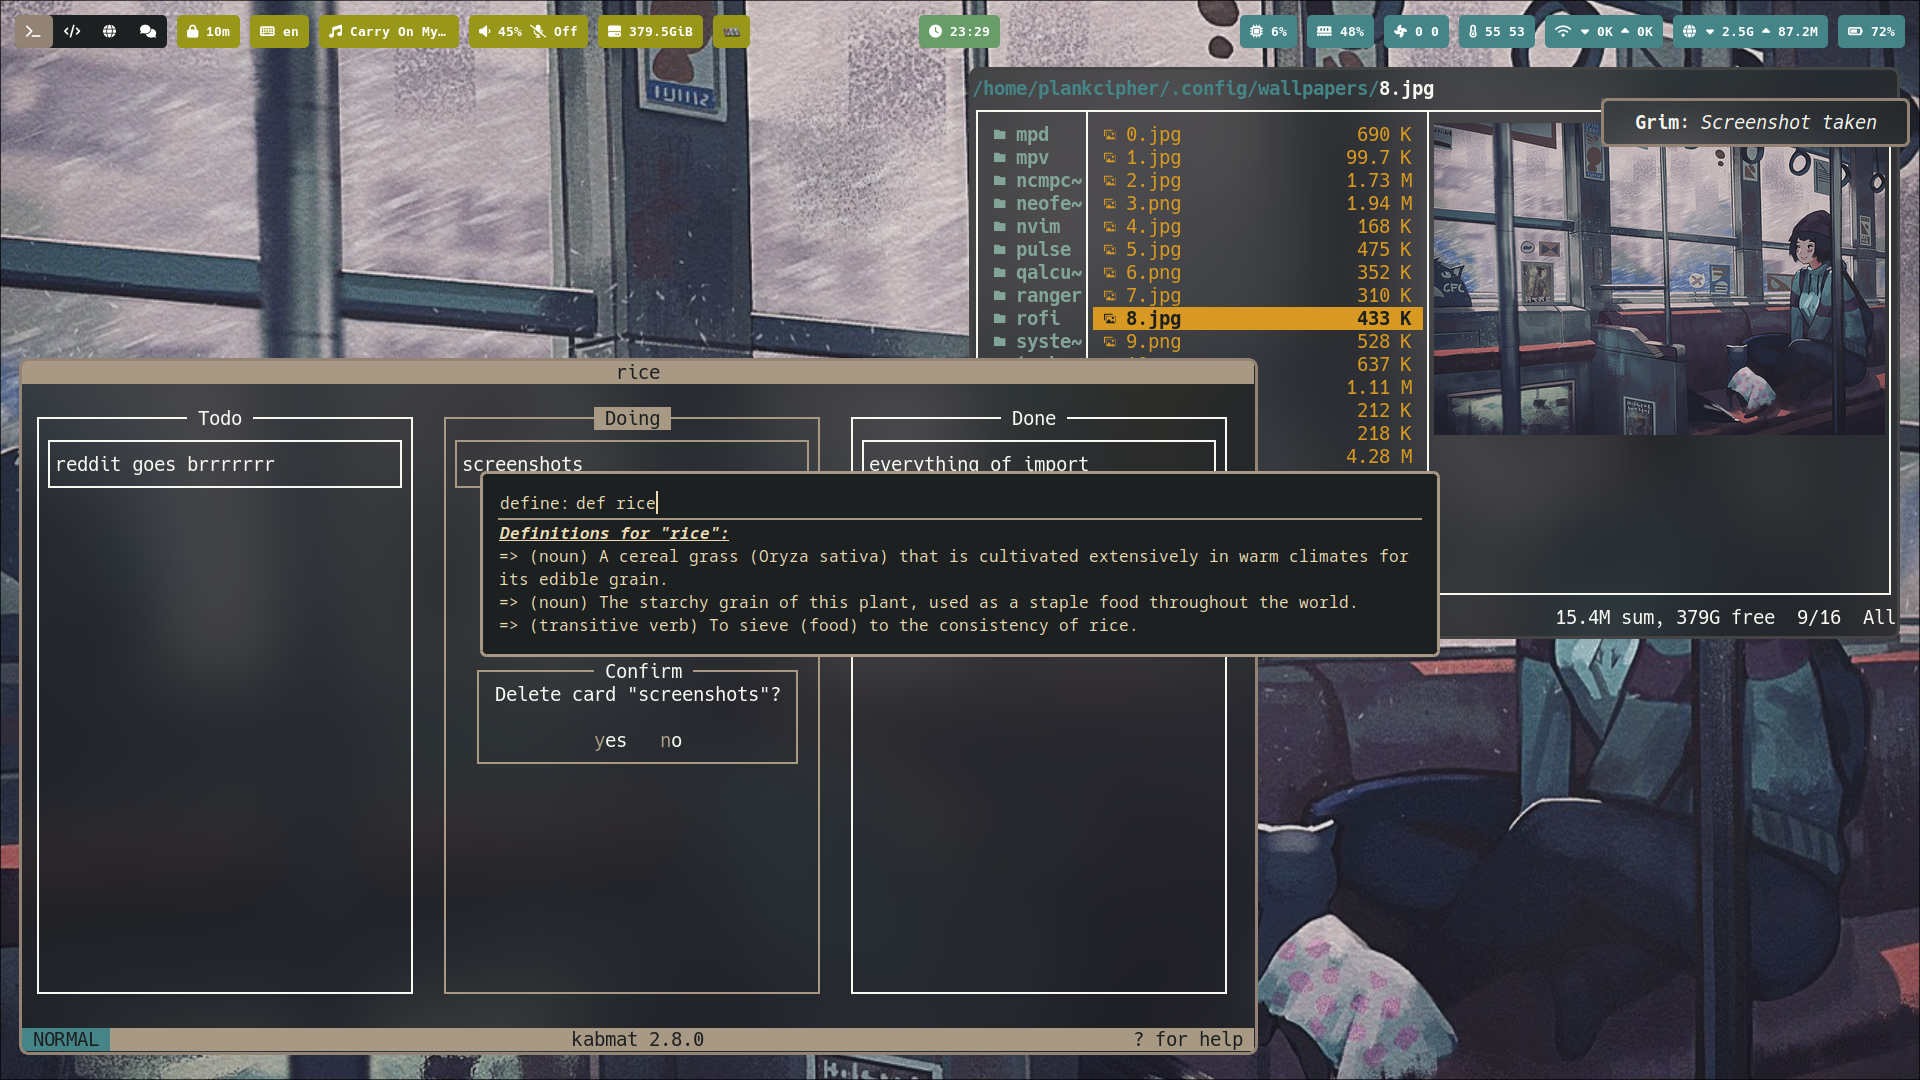 10m
en
Carry On My…
45% Off
379.5GiB
23:29
6%
48%
0 0
55 53
0K 0K
2.5G 87.2M
72%
/home/plankcipher/.config/wallpapers/8.jpg
Grim: Screenshot taken
mpd 0.jpg 690 K
mpv 1.jpg 99.7 K
ncmpc~ 2.jpg 1.73 M
neofe~ 3.png 1.94 M
nvim 4.jpg 168 K
pulse 5.jpg 475 K
qalcu~ 6.png 352 K
ranger 7.jpg 310 K
rofi 8.jpg 433 K
syste~ 9.png 528 K
637 K
1.11 M
212 K
218 K
4.28 M
CFC
15.4M sum, 379G free 9/16 All
rice
Todo
reddit goes brrrrrrr
Doing
screenshots
Done
everything of import
define: def rice
Definitions for "rice":
=> (noun) A cereal grass (Oryza sativa) that is cultivated extensively in warm climates for
its edible grain.
=> (noun) The starchy grain of this plant, used as a staple food throughout the world.
=> (transitive verb) To sieve (food) to the consistency of rice.
Confirm
Delete card "screenshots"?
yes no
NORMAL
kabmat 2.8.0
? for help